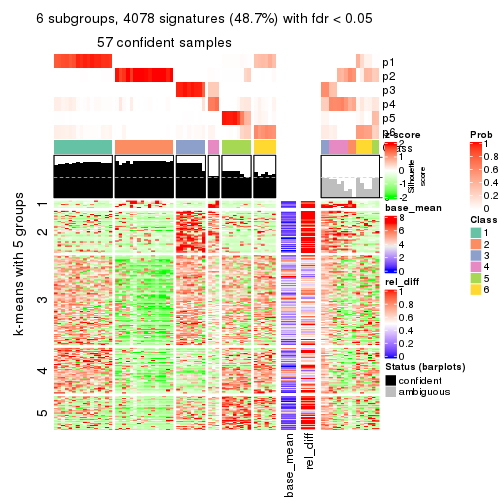 6 subgroups, 4078 signatures (48.7%) with fdr < 0.05
57 confident samples
p1
p2
p3
p4
p5
p6
Class
z-score
2
1
0
-1
-2
Silhouette
score
Prob
1
0.8
0.6
0.4
0.2
0
base_mean
8
6
4
2
0
Class
1
2
3
4
5
6
rel_diff
1
0.8
0.6
0.4
0.2
0
Status (barplots)
confident
ambiguous
k-means with 5 groups
1
2
3
4
5
base_mean
rel_diff